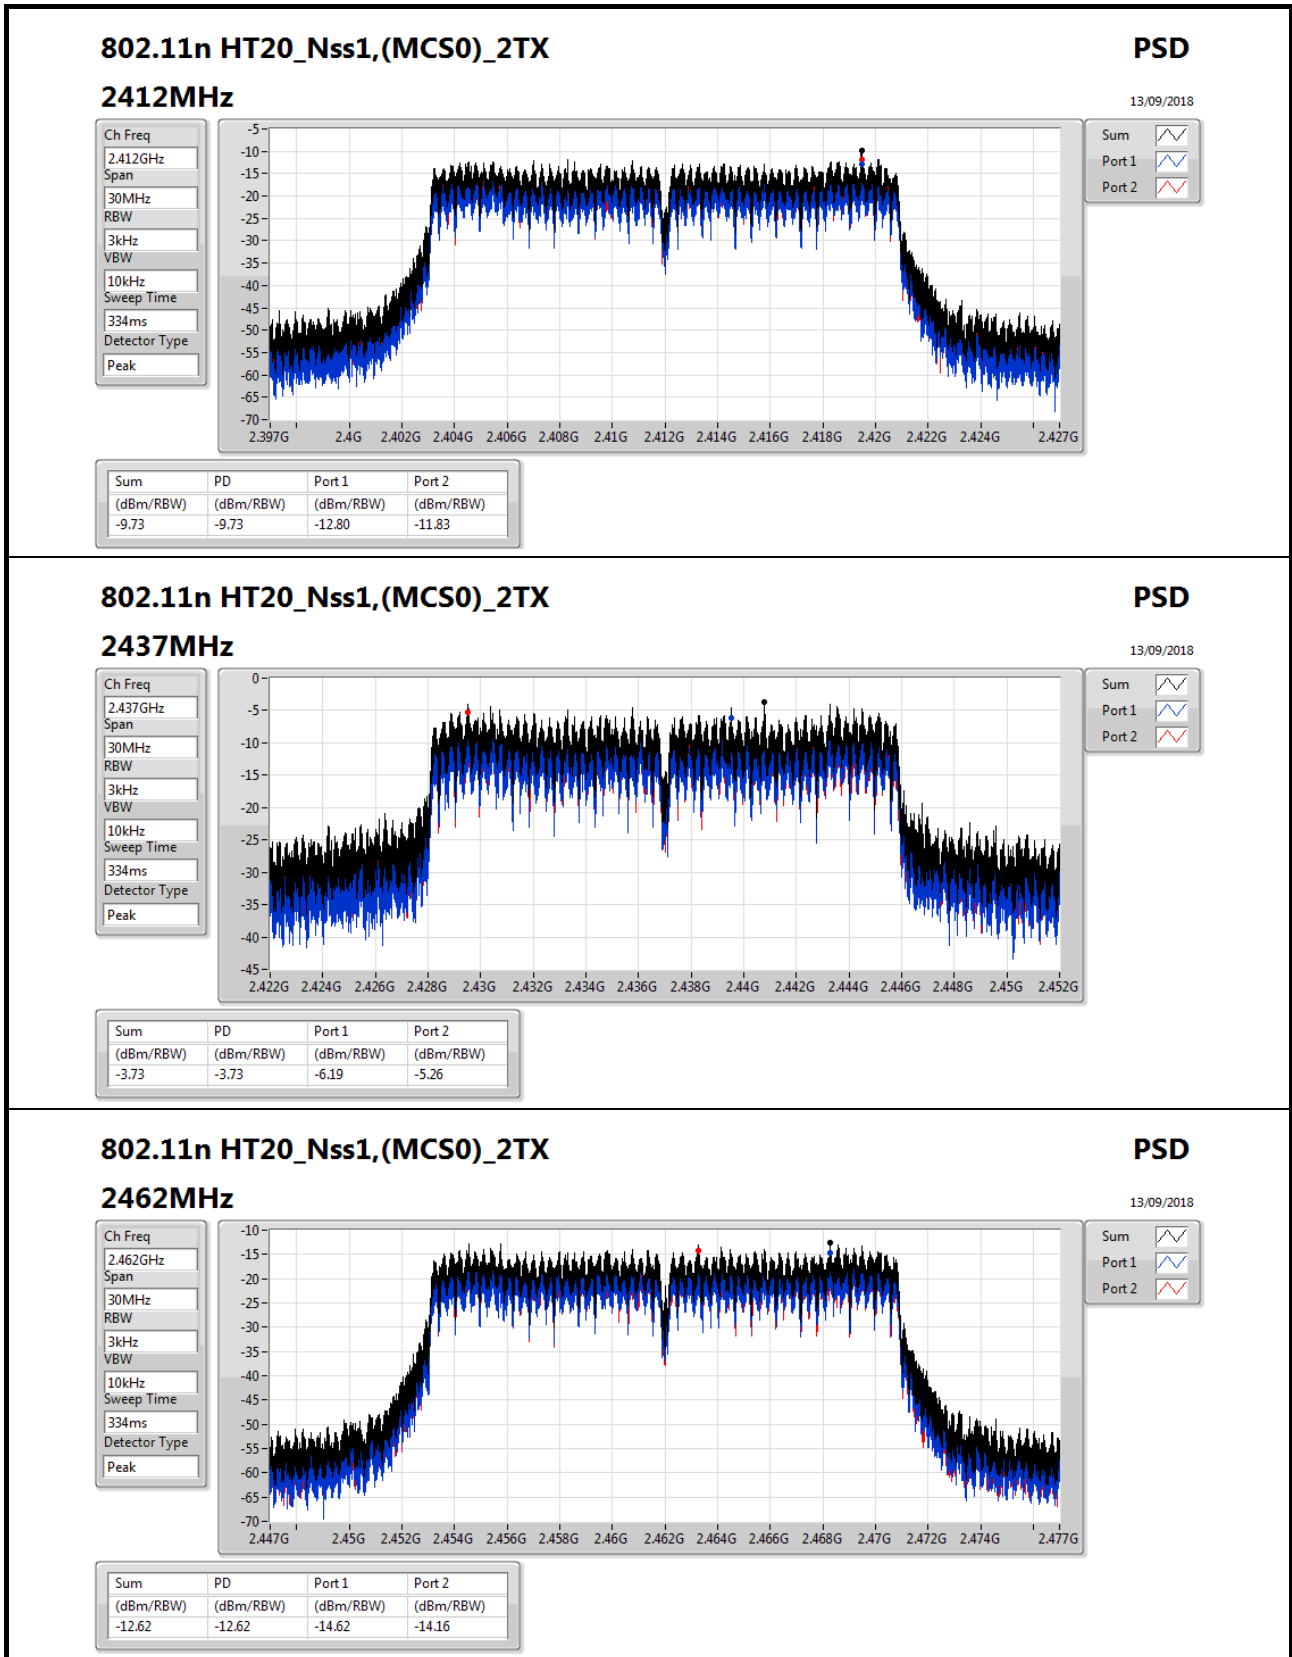 802.11n HT20_Nss1,(MCS0)_2TX PSD
2412MHz 13/09/2018
Ch Freq
2.412GHz
Span
30MHz
RBW
3kHz
VBW
10kHz
Sweep Time
334ms
Detector Type
Peak
-5
-10
-15
-20
-25
-30
-35
-40
-45
-50
-55
-60
-65
-70
2.397G 2.4G 2.402G 2.404G 2.406G 2.408G 2.41G 2.412G 2.414G 2.416G 2.418G 2.42G 2.422G 2.424G 2.427G
Sum
Port 1
Port 2
Sum PD Port 1 Port 2
(dBm/RBW) (dBm/RBW) (dBm/RBW) (dBm/RBW)
-9.73 -9.73 -12.80 -11.83
802.11n HT20_Nss1,(MCS0)_2TX PSD
2437MHz 13/09/2018
Ch Freq
2.437GHz
Span
30MHz
RBW
3kHz
VBW
10kHz
Sweep Time
334ms
Detector Type
Peak
0
-5
-10
-15
-20
-25
-30
-35
-40
-45
2.422G 2.424G 2.426G 2.428G 2.43G 2.432G 2.434G 2.436G 2.438G 2.44G 2.442G 2.444G 2.446G 2.448G 2.45G 2.452G
Sum
Port 1
Port 2
Sum PD Port 1 Port 2
(dBm/RBW) (dBm/RBW) (dBm/RBW) (dBm/RBW)
-3.73 -3.73 -6.19 -5.26
802.11n HT20_Nss1,(MCS0)_2TX PSD
2462MHz 13/09/2018
Ch Freq
2.462GHz
Span
30MHz
RBW
3kHz
VBW
10kHz
Sweep Time
334ms
Detector Type
Peak
-10
-15
-20
-25
-30
-35
-40
-45
-50
-55
-60
-65
-70
2.447G 2.45G 2.452G 2.454G 2.456G 2.458G 2.46G 2.462G 2.464G 2.466G 2.468G 2.47G 2.472G 2.474G 2.477G
Sum
Port 1
Port 2
Sum PD Port 1 Port 2
(dBm/RBW) (dBm/RBW) (dBm/RBW) (dBm/RBW)
-12.62 -12.62 -14.62 -14.16